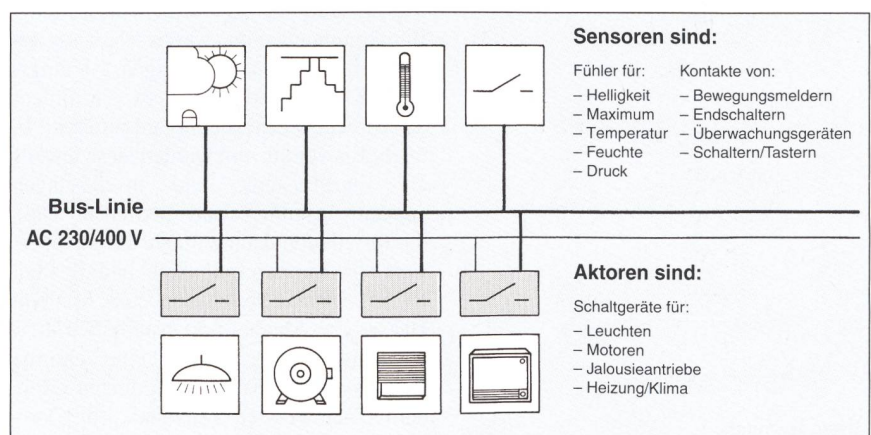 Sensoren sind:
Fühler für:
– Helligkeit
– Maximum
– Temperatur
– Feuchte
– Druck
Kontakte von:
– Bewegungsmeldern
– Endschaltern
– Überwachungsgeräten
– Schaltern/Tastern
Bus-Linie
AC 230/400 V
Aktoren sind:
Schaltgeräte für:
– Leuchten
– Motoren
– Jalousieantriebe
– Heizung/Klima